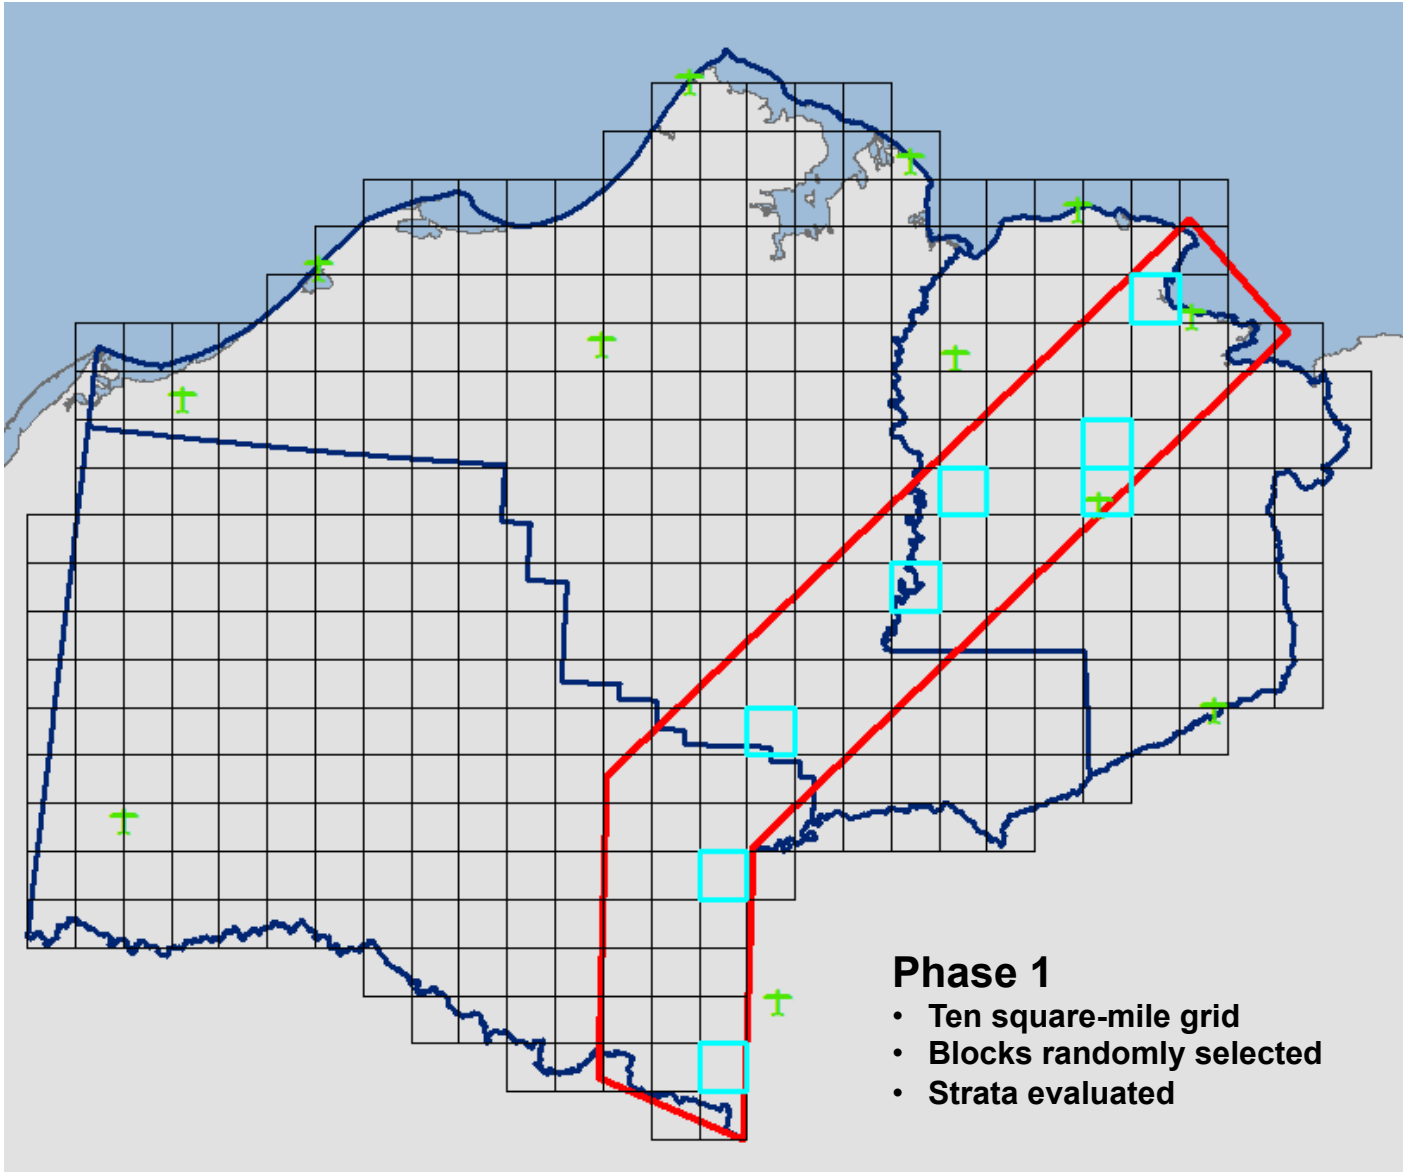 Phase 1
• Ten square-mile grid
• Blocks randomly selected
• Strata evaluated